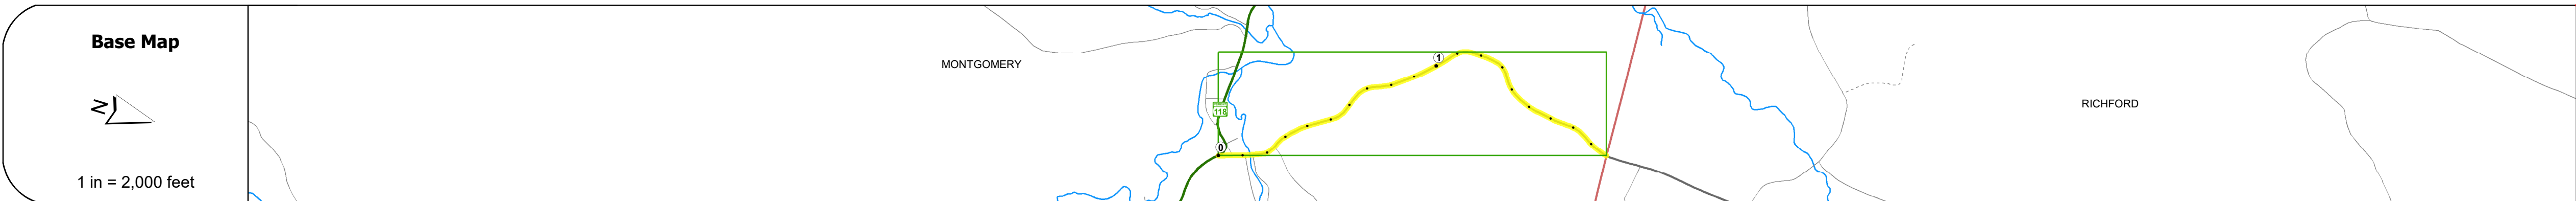 Base Map
N
1 in = 2,000 feet
MONTGOMERY
118
0
1
RICHFORD